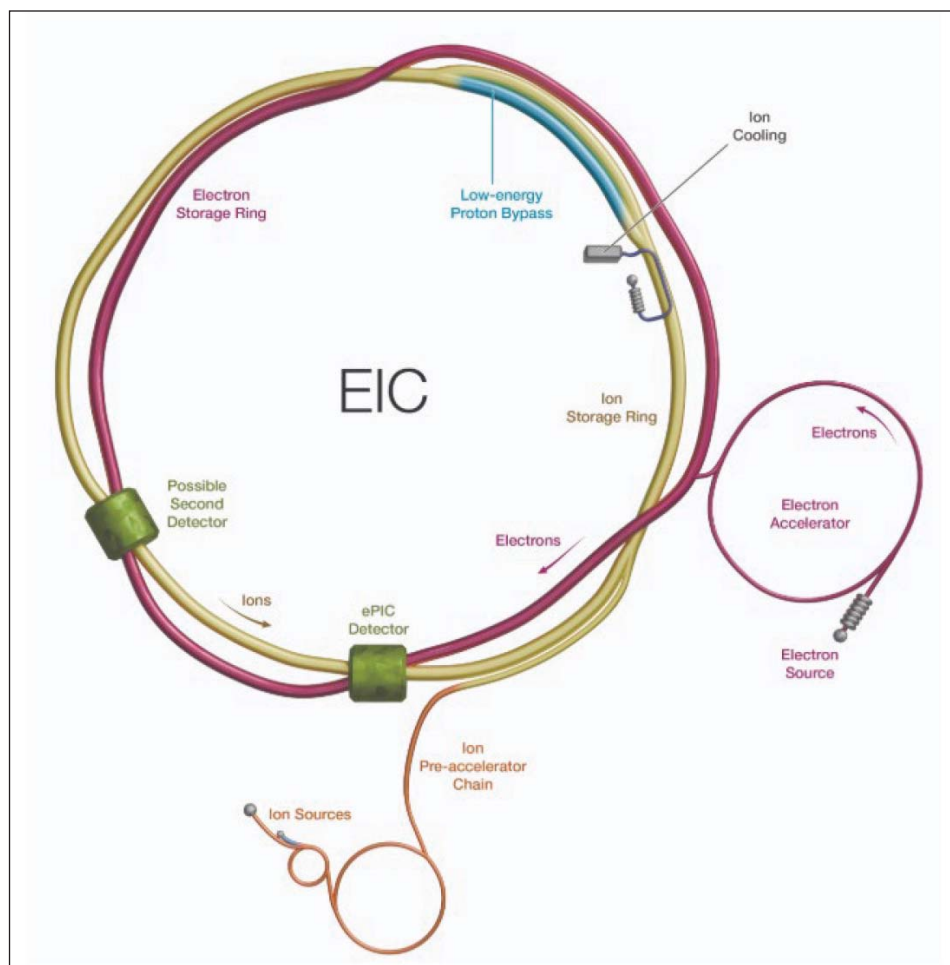 Ion
Cooling
Electron
Storage Ring
Low-energy
Proton Bypass
EIC
Ion
Storage Ring
Electrons
Electron
Accelerator
Possible
Second
Detector
Electrons
Ions
ePIC
Detector
Electron
Source
Ion
Pre-accelerator
Chain
Ion Sources